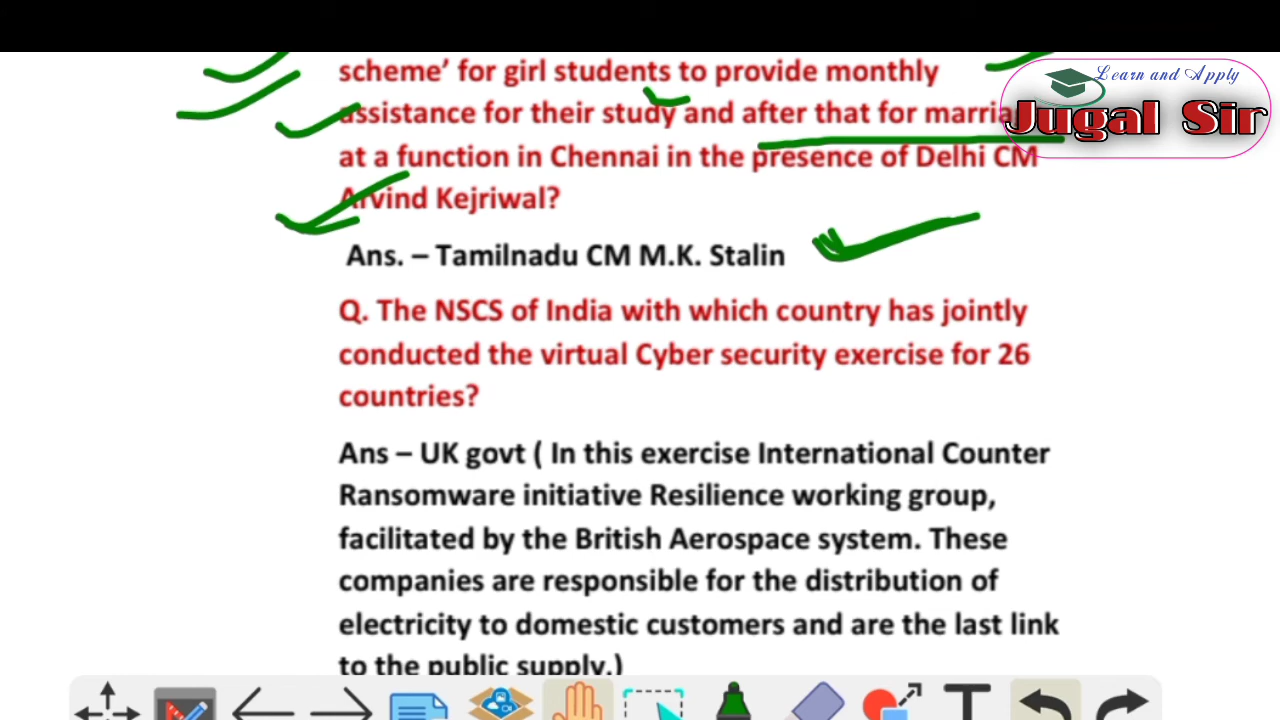 scheme’ for girl students to provide monthly
Learn and Apply
Jugal Sir
assistance for their study and after that for
at a function in Chennai in the presence of Delhi CM
Arvind Kejriwal?
Ans. – Tamilnadu CM M.K. Stalin
Q. The NSCS of India with which country has jointly
conducted the virtual Cyber security exercise for 26
countries?
Ans – UK govt ( In this exercise International Counter
Ransomware initiative Resilience working group,
facilitated by the British Aerospace system. These
companies are responsible for the distribution of
electricity to domestic customers and are the last link
to the public supply.)